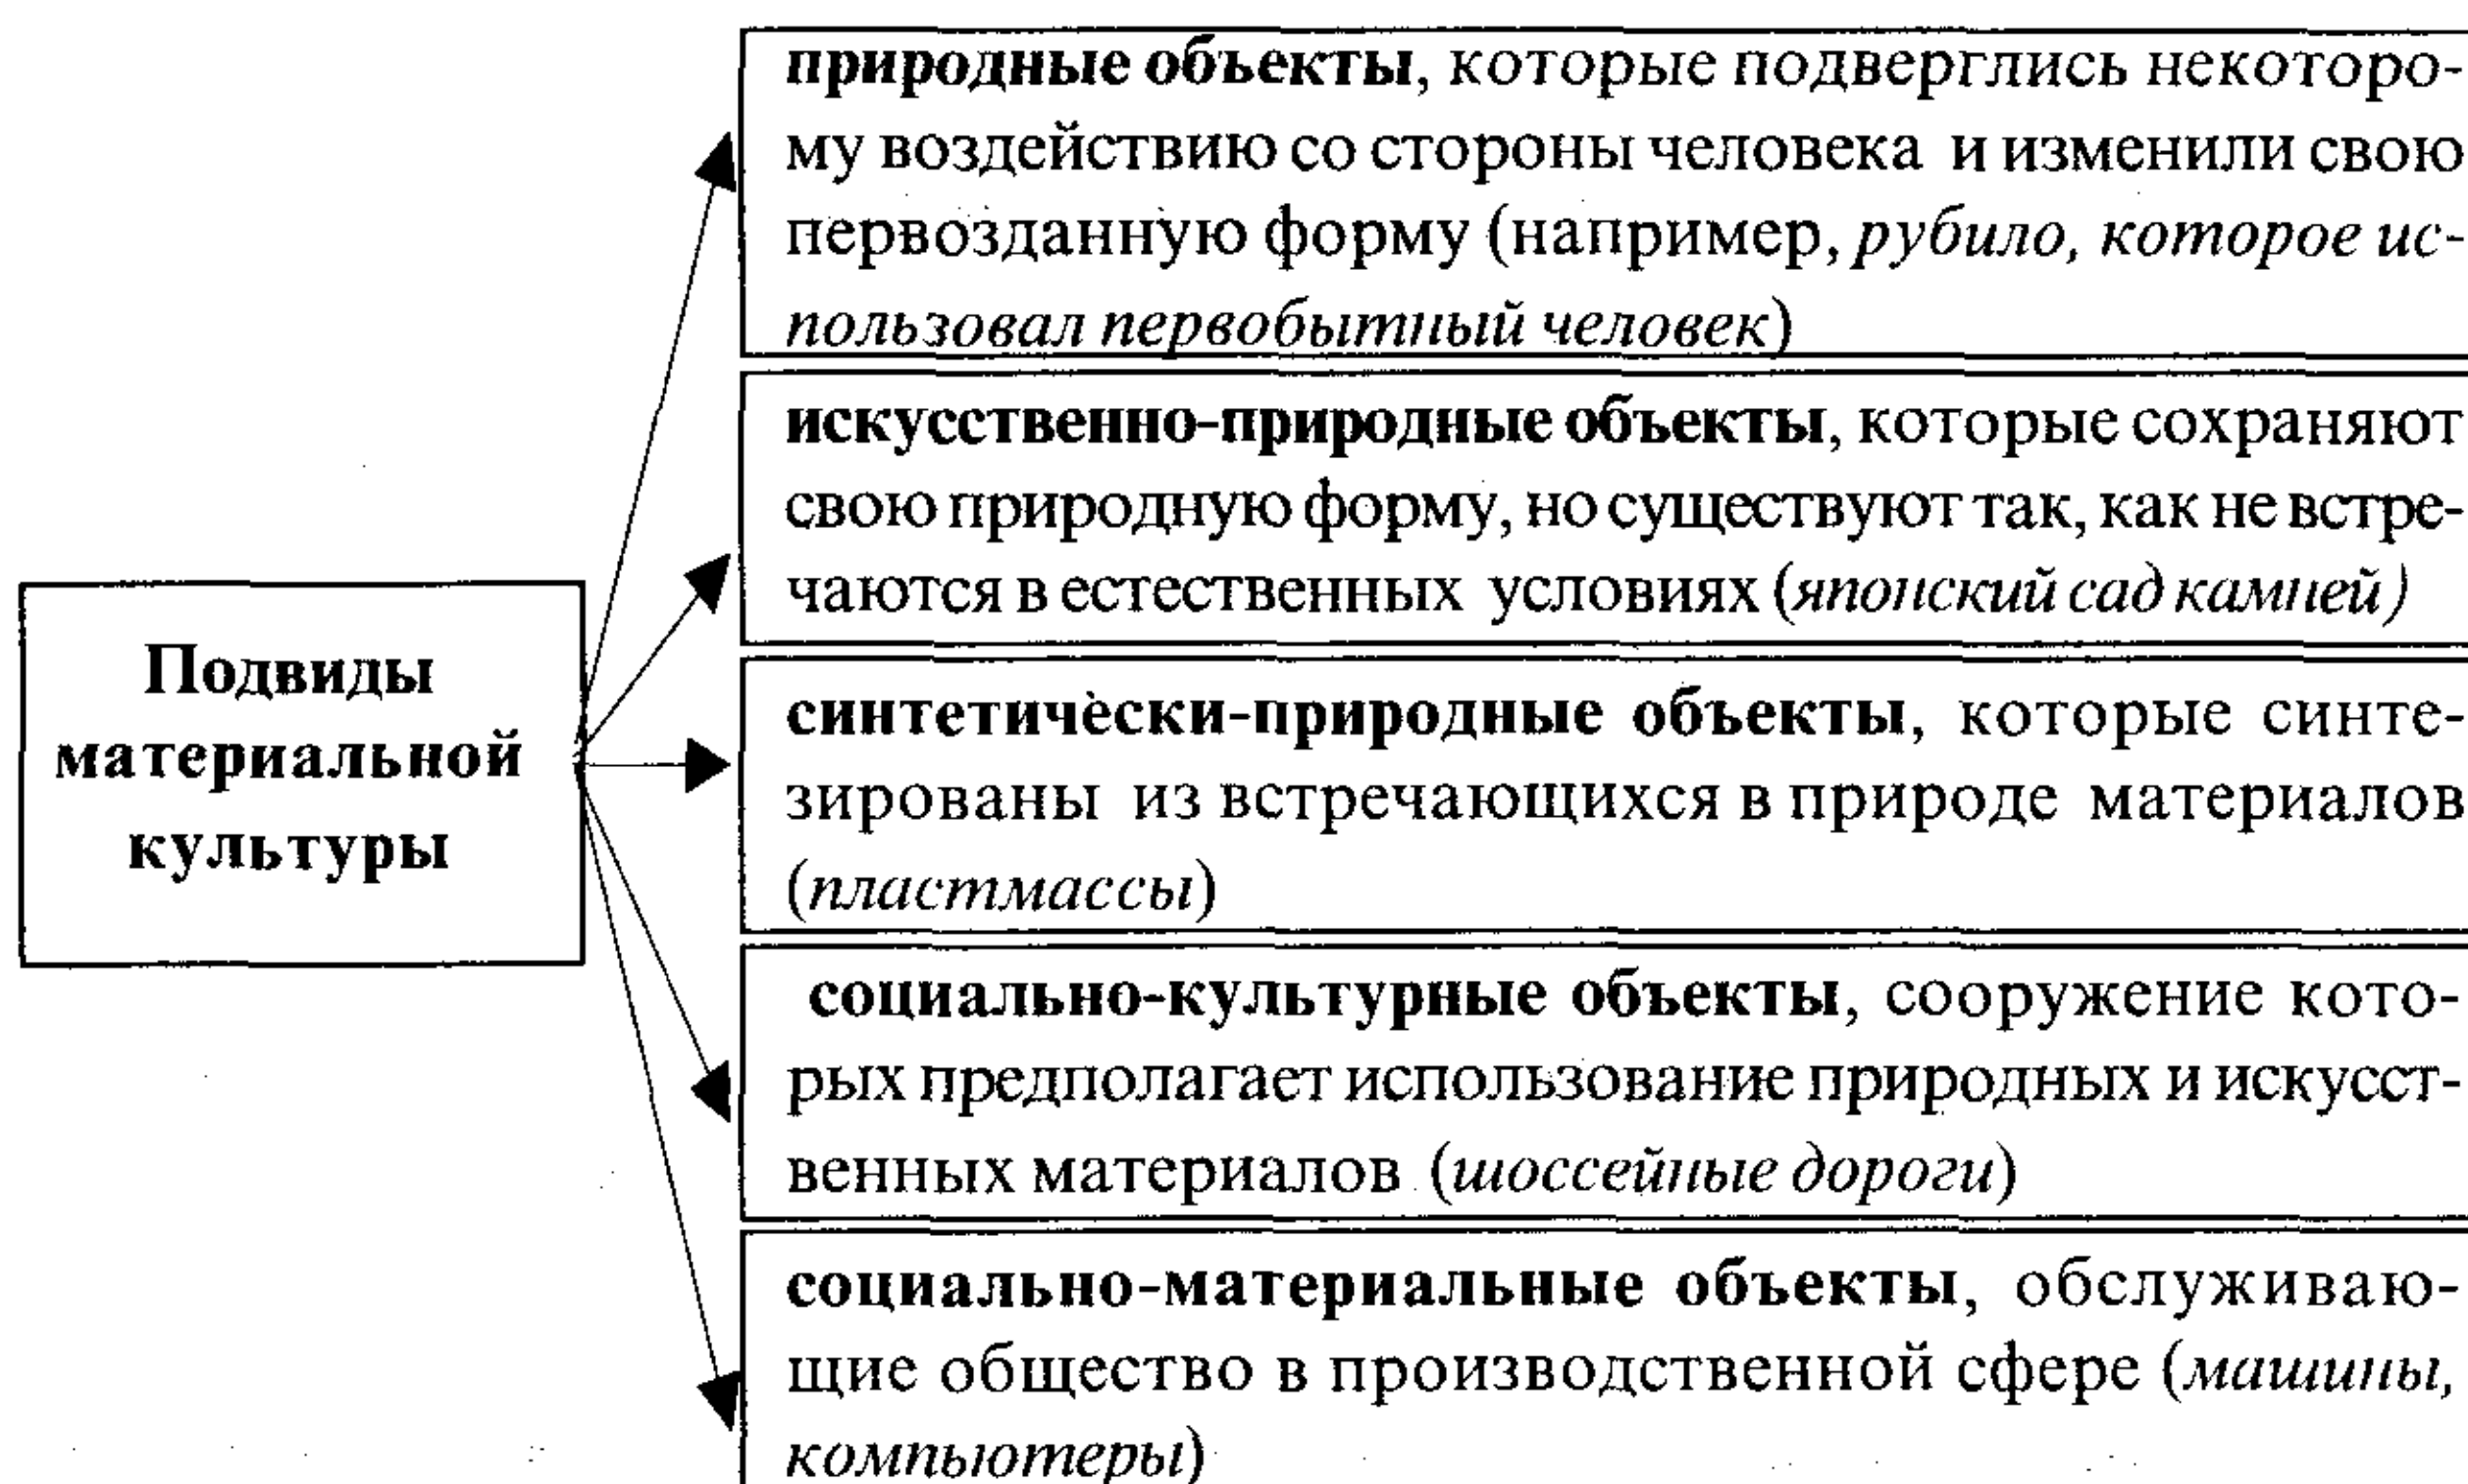 Подвиды
материальной
культуры
природные объекты, которые подверглись некоторо-
му воздействию со стороны человека и изменили свою
первозданную форму (например, рубило, которое ис-
пользовал первобытный человек)
искусственно-природные объекты, которые сохраняют
свою природную форму, но существуют так, как не встре-
чаются в естественных условиях (японский сад камней)
синтетически-природные объекты, которые синте-
зированы из встречающихся в природе материалов
(пластмассы)
социально-культурные объекты, сооружение кото-
рых предполагает использование природных и искусст-
венных материалов (шоссейные дороги)
социально-материальные объекты, обслуживаю-
щие общество в производственной сфере (машины,
компьютеры)